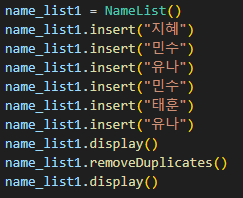 name_list1 = NameList()
name_list1.insert("지혜")
name_list1.insert("민수")
name_list1.insert("유나")
name_list1.insert("민수")
name_list1.insert("태훈")
name_list1.insert("유나")
name_list1.display()
name_list1.removeDuplicates()
name_list1.display()